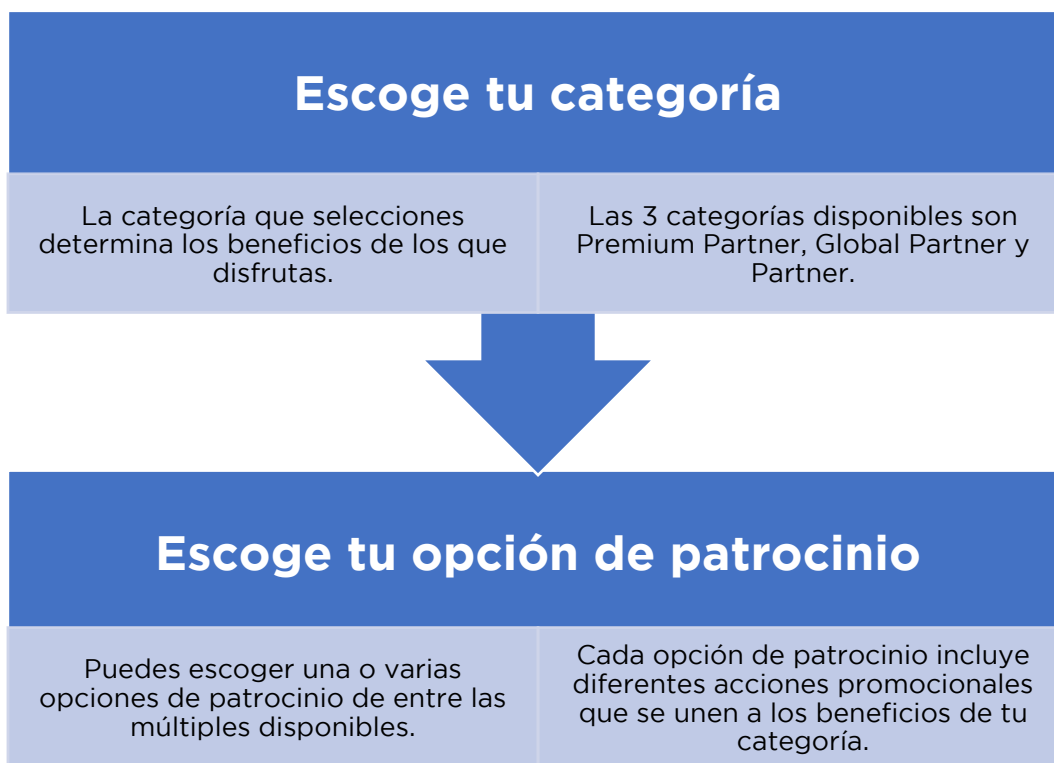 Escoge tu categoría
La categoría que selecciones
determina los beneficios de los que
disfrutas.
Las 3 categorías disponibles son
Premium Partner, Global Partner y
Partner.
Escoge tu opción de patrocinio
Puedes escoger una o varias
opciones de patrocinio de entre las
múltiples disponibles.
Cada opción de patrocinio incluye
diferentes acciones promocionales
que se unen a los beneficios de tu
categoría.